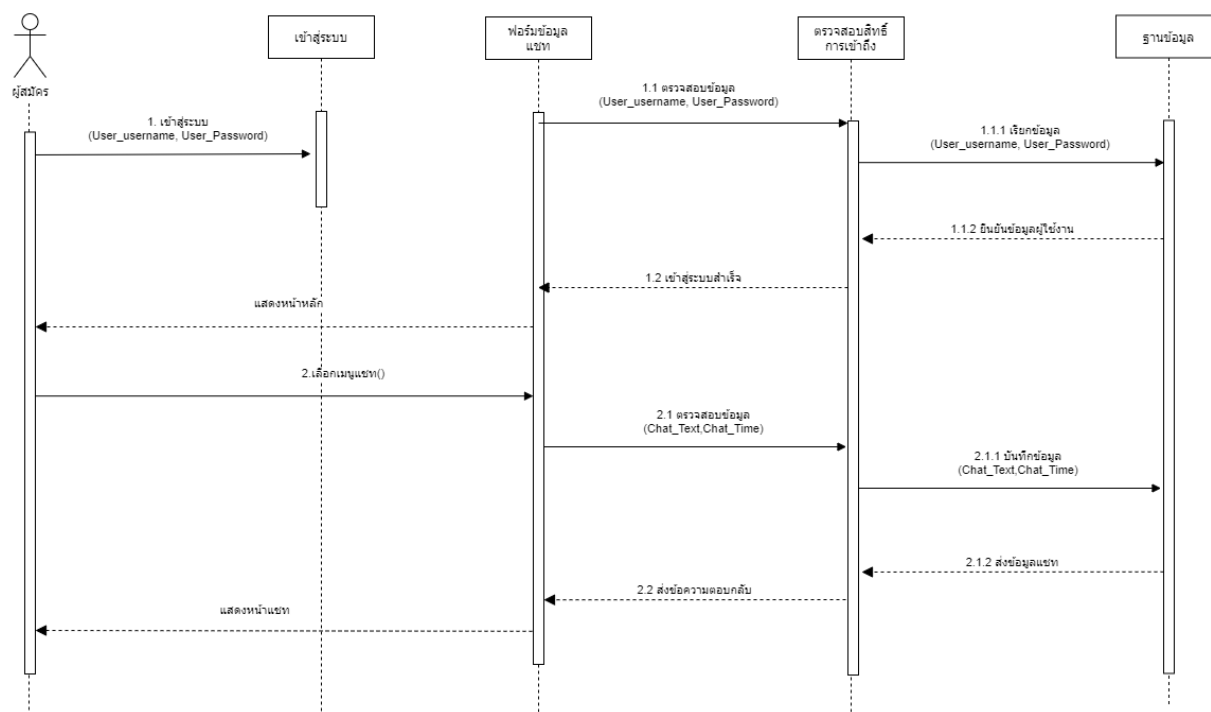 เข้าสู่ระบบ
ฟอร์มข้อมูล
แชท
ตรวจสอบสิทธิ์
การเข้าถึง
ฐานข้อมูล
ผู้สมัคร
1. เข้าสู่ระบบ
(User_username, User_Password)
1.1 ตรวจสอบข้อมูล
(User_username, User_Password)
1.1.1 เรียกข้อมูล
(User_username, User_Password)
1.1.2 ยืนยันข้อมูลผู้ใช้งาน
1.2 เข้าสู่ระบบสำเร็จ
แสดงหน้าหลัก
2.เลือกเมนูแชท()
2.1 ตรวจสอบข้อมูล
(Chat_Text,Chat_Time)
2.1.1 บันทึกข้อมูล
(Chat_Text,Chat_Time)
2.1.2 ส่งข้อมูลแชท
2.2 ส่งข้อความตอบกลับ
แสดงหน้าแชท